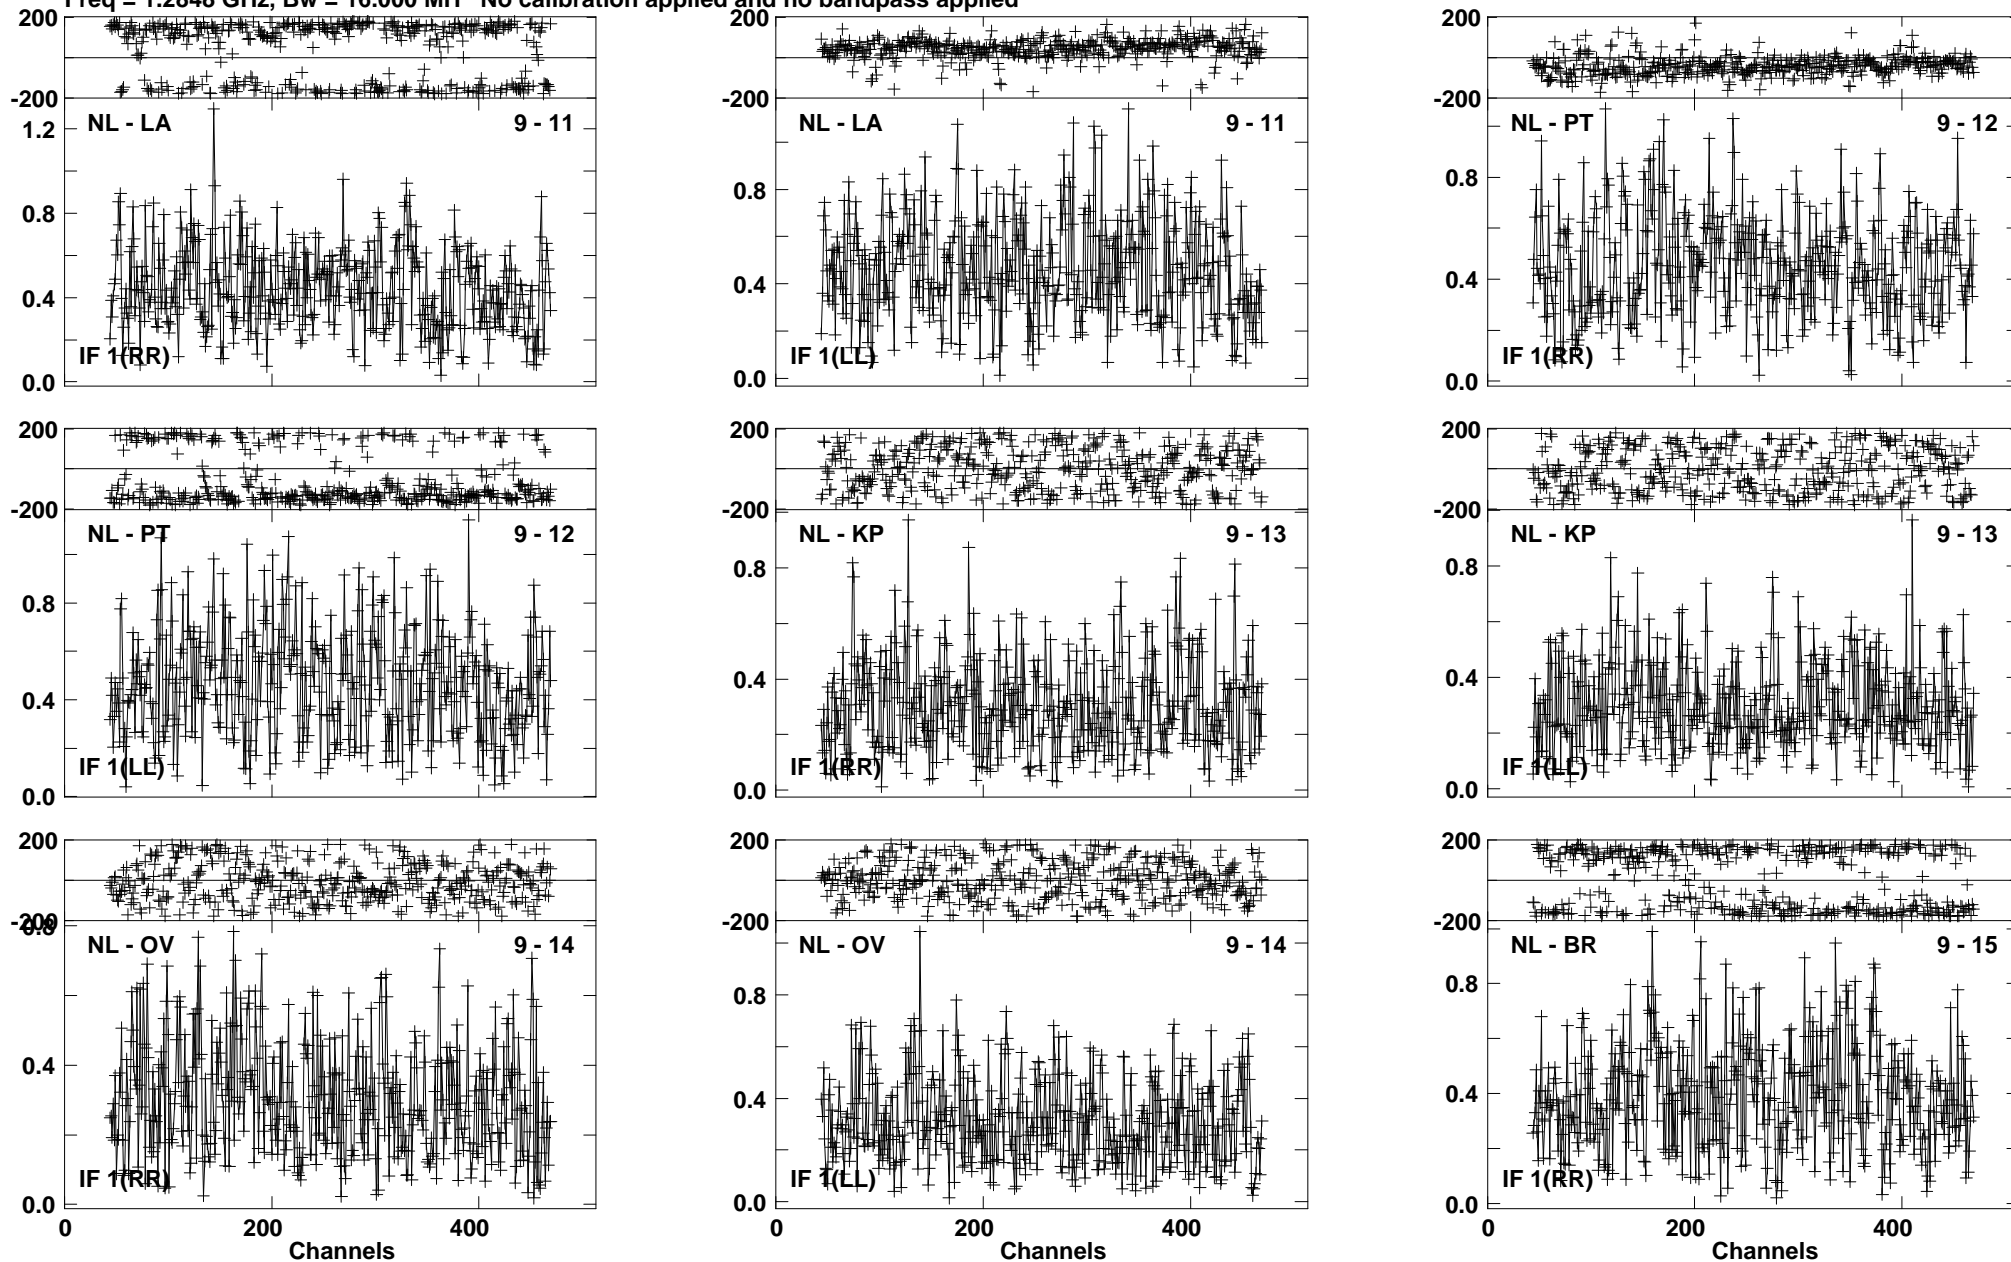 Freq = 1.2848 GHz, Bw = 16.000 MH No calibration applied and no bandpass applied
200
-200
1.2
0.8
0.4
0.0
NL - LA 9 - 11
IF 1(RR)
200
-200
0.8
0.4
0.0
NL - LA 9 - 11
IF 1(LL)
200
-200
0.8
0.4
0.0
NL - PT 9 - 12
IF 1(RR)
200
-200
0.8
0.4
0.0
NL - PT 9 - 12
IF 1(LL)
200
-200
0.8
0.4
0.0
NL - KP 9 - 13
IF 1(RR)
200
-200
0.8
0.4
0.0
NL - KP 9 - 13
IF 1(LL)
200
-200
0.8
0.4
0.0
NL - OV 9 - 14
IF 1(RR)
0 200 400
Channels
200
-200
0.8
0.4
0.0
NL - OV 9 - 14
IF 1(LL)
200 400
Channels
200
-200
0.8
0.4
0.0
NL - BR 9 - 15
IF 1(RR)
0 200 400
Channels